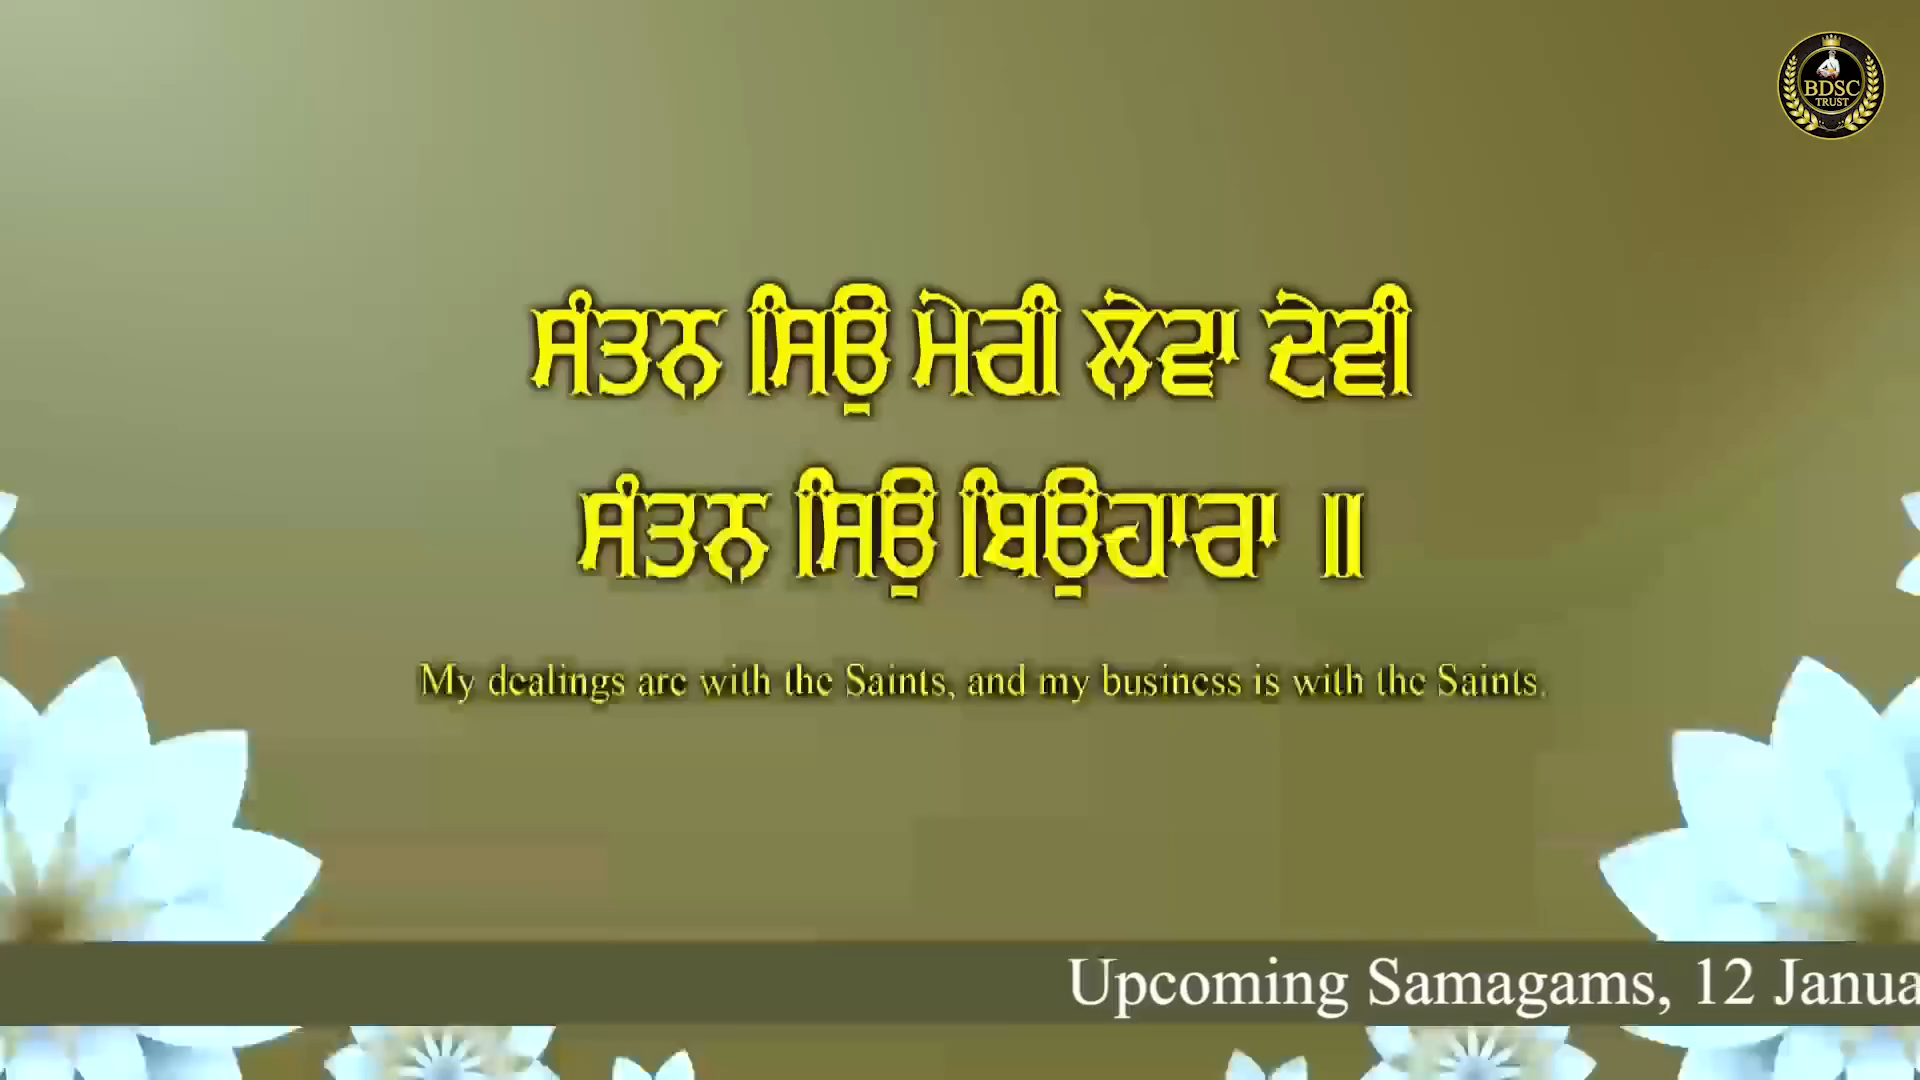 BDSC
TRUST
ਸੰਤਨ ਸਿਉ ਮੇਰੀ ਲੇਵਾ ਦੇਵੀ
ਸੰਤਨ ਸਿਉ ਬਿਉਹਾਰਾ ॥
My dealings are with the Saints, and my business is with the Saints.
Upcoming Samagams, 12 Janua